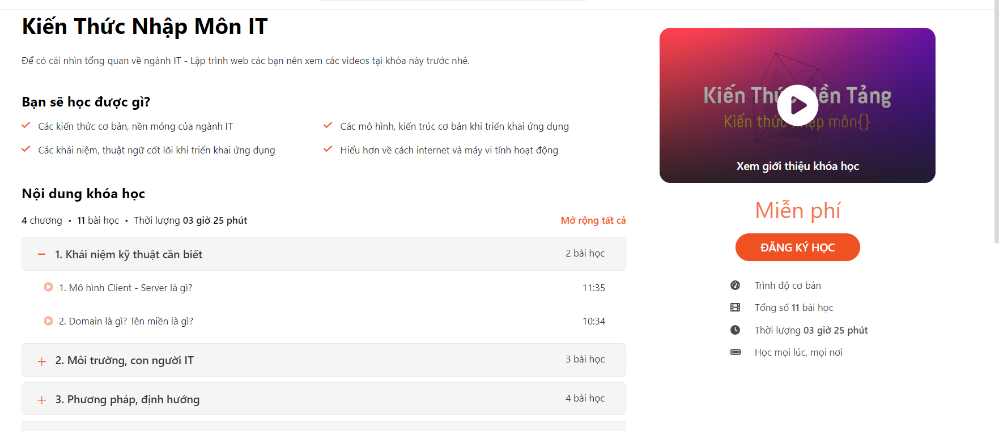 Kiến Thức Nhập Môn IT
Để có cái nhìn tổng quan về ngành IT - Lập trình web các bạn nên xem các videos tại khóa này trước nhé.
Bạn sẽ học được gì?
Các kiến thức cơ bản, nền móng của ngành IT
Các mô hình, kiến trúc cơ bản khi triển khai ứng dụng
Các khái niệm, thuật ngữ cốt lõi khi triển khai ứng dụng
Hiểu hơn về cách internet và máy vi tính hoạt động
Nội dung khóa học
4 chương • 11 bài học • Thời lượng 03 giờ 25 phút
Mở rộng tất cả
1. Khái niệm kỹ thuật cần biết
2 bài học
1. Mô hình Client - Server là gì?
11:35
2. Domain là gì? Tên miền là gì?
10:34
2. Môi trường, con người IT
3 bài học
3. Phương pháp, định hướng
4 bài học
Kiến Tảng
Kiến thức môn{}
Xem giới thiệu khóa học
Miễn phí
ĐĂNG KÝ HỌC
Trình độ cơ bản
Tổng số 11 bài học
Thời lượng 03 giờ 25 phút
Học mọi lúc, mọi nơi